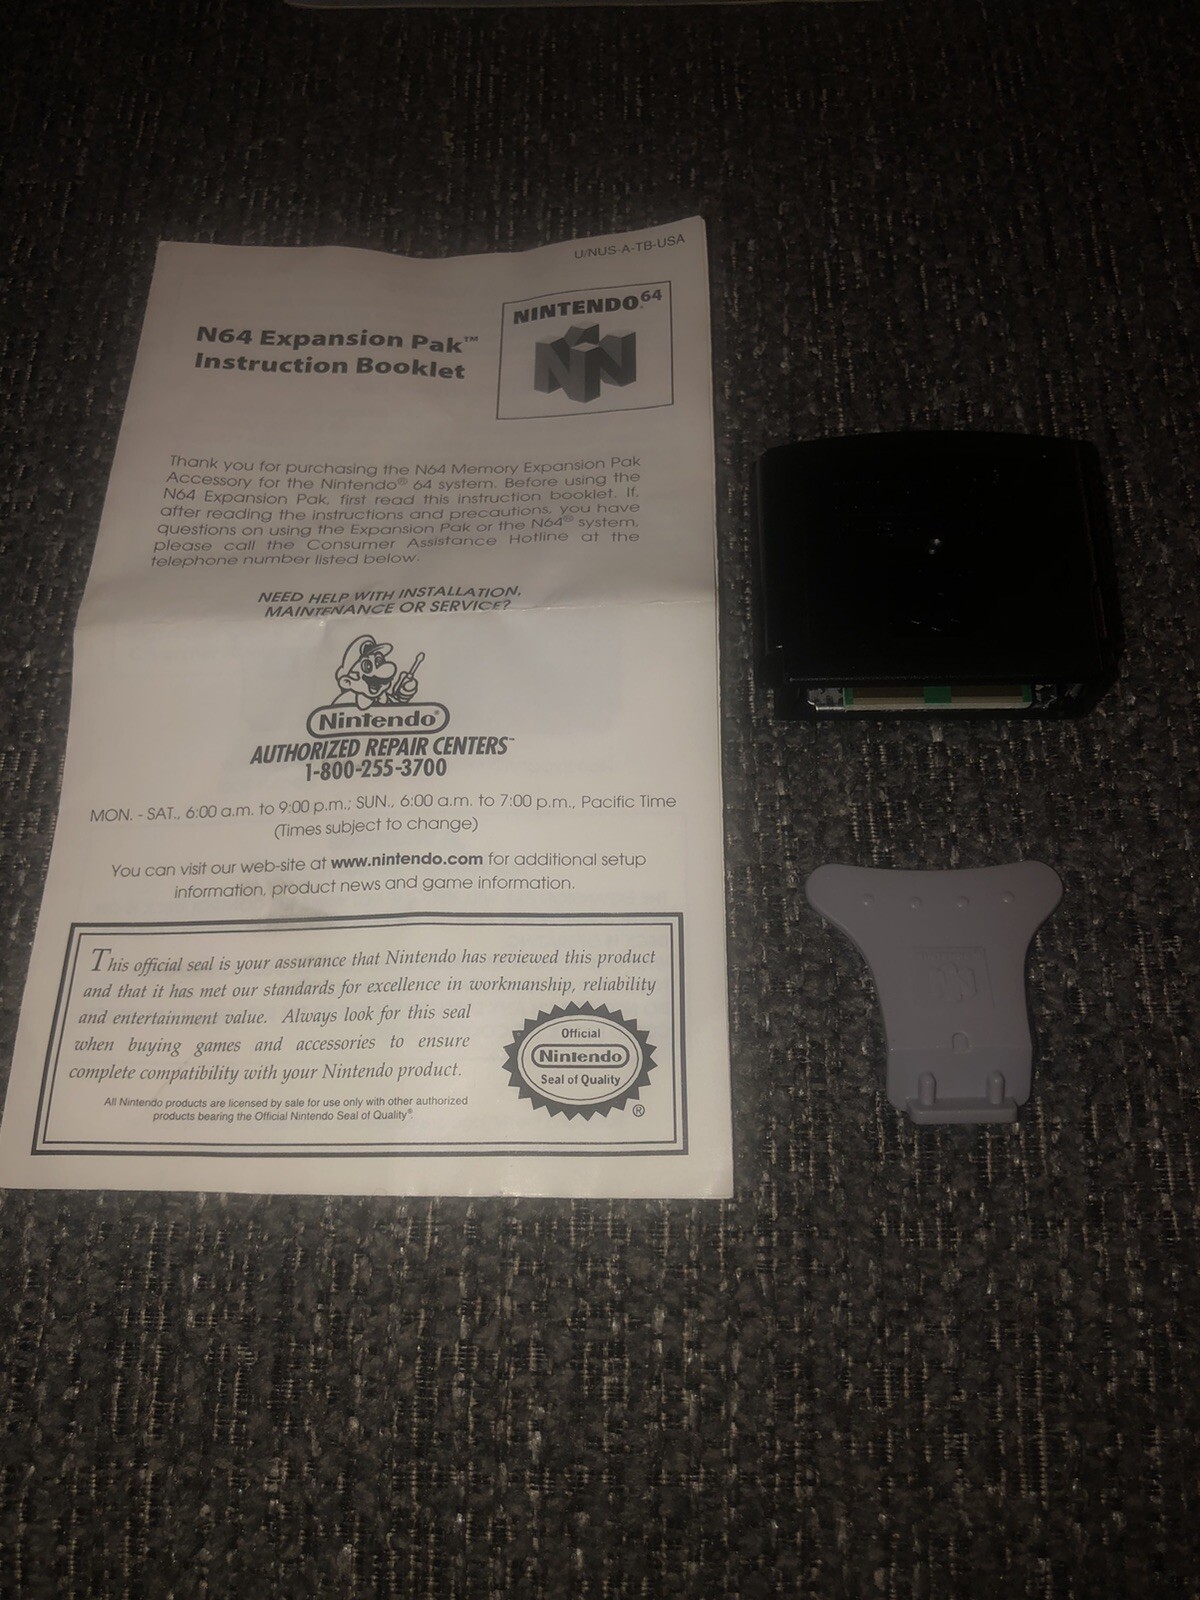 U/NUS-A-TB-USA
NINTENDO 64
N64 Expansion Pak™
Instruction Booklet
Thank you for purchasing the N64 Memory Expansion Pak
Accessory for the Nintendo® 64 system. Before using the
N64 Expansion Pak, first read this instruction booklet. If,
after reading the instructions and precautions, you have
questions on using the Expansion Pak or the N64® system,
please call the Consumer Assistance Hotline at the
telephone number listed below.
NEED HELP WITH INSTALLATION,
MAINTENANCE OR SERVICE?
Nintendo®
AUTHORIZED REPAIR CENTERS™
1-800-255-3700
MON. - SAT., 6:00 a.m. to 9:00 p.m.; SUN., 6:00 a.m. to 7:00 p.m., Pacific Time
(Times subject to change)
You can visit our web-site at www.nintendo.com for additional setup
information, product news and game information.
This official seal is your assurance that Nintendo has reviewed this product
and that it has met our standards for excellence in workmanship, reliability
and entertainment value. Always look for this seal
when buying games and accessories to ensure
complete compatibility with your Nintendo product.
All Nintendo products are licensed by sale for use only with other authorized
products bearing the Official Nintendo Seal of Quality®.
Official
Nintendo
Seal of Quality
®